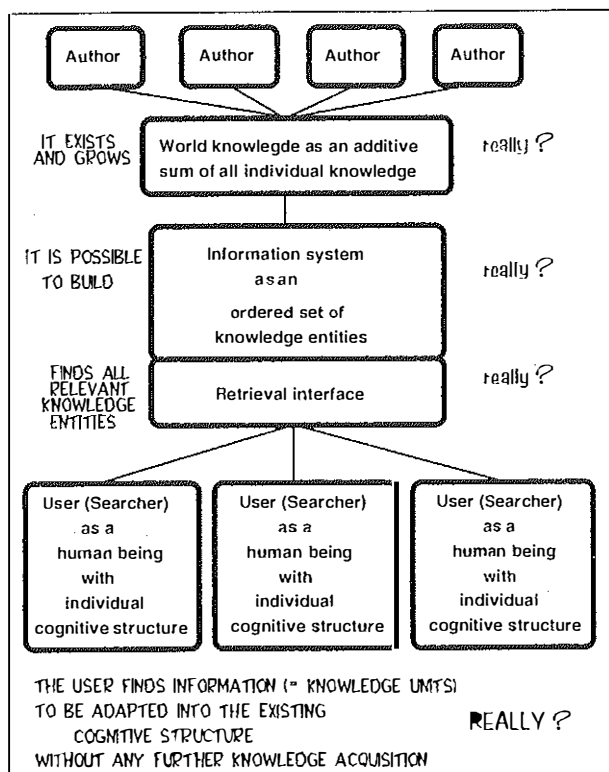 Author Author Author Author
IT EXISTS
AND GROWS
World knowlegde as an additive
sum of all individual knowledge
really?
IT IS POSSIBLE
TO BUILD
Information system
as an
ordered set of
knowledge entities
really?
FINDS ALL
RELEVANT
KNOWLEDGE
ENTITIES
Retrieval interface
really?
User (Searcher)
as a
human being
with
individual
cognitive structure
User (Searcher)
as a
human being
with
individual
cognitive structure
User (Searcher)
as a
human being
with
individual
cognitive structure
THE USER FINDS INFORMATION (= KNOWLEDGE UNITS)
TO BE ADAPTED INTO THE EXISTING
COGNITIVE STRUCTURE
WITHOUT ANY FURTHER KNOWLEDGE ACQUISITION
REALLY?